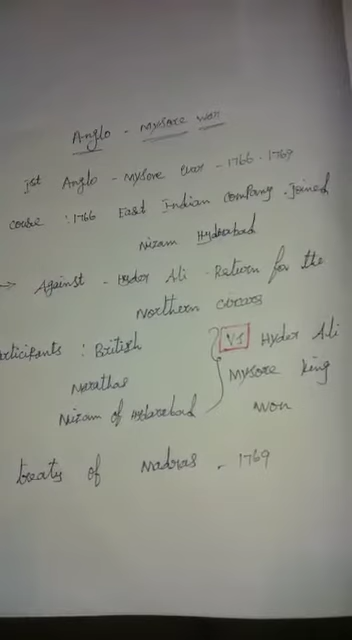 Anglo - Mysore war
1st Anglo - Mysore war - 1766 - 1769
couse : 1766 East Indian Company joined
Nizam Hyderabad
→ Against - Hyder Ali - Return for the
Northern circars
articipants : British
Marathas
Nizam of Hyderabad
VS Hyder Ali
Mysore king
won
treaty of Madras - 1769